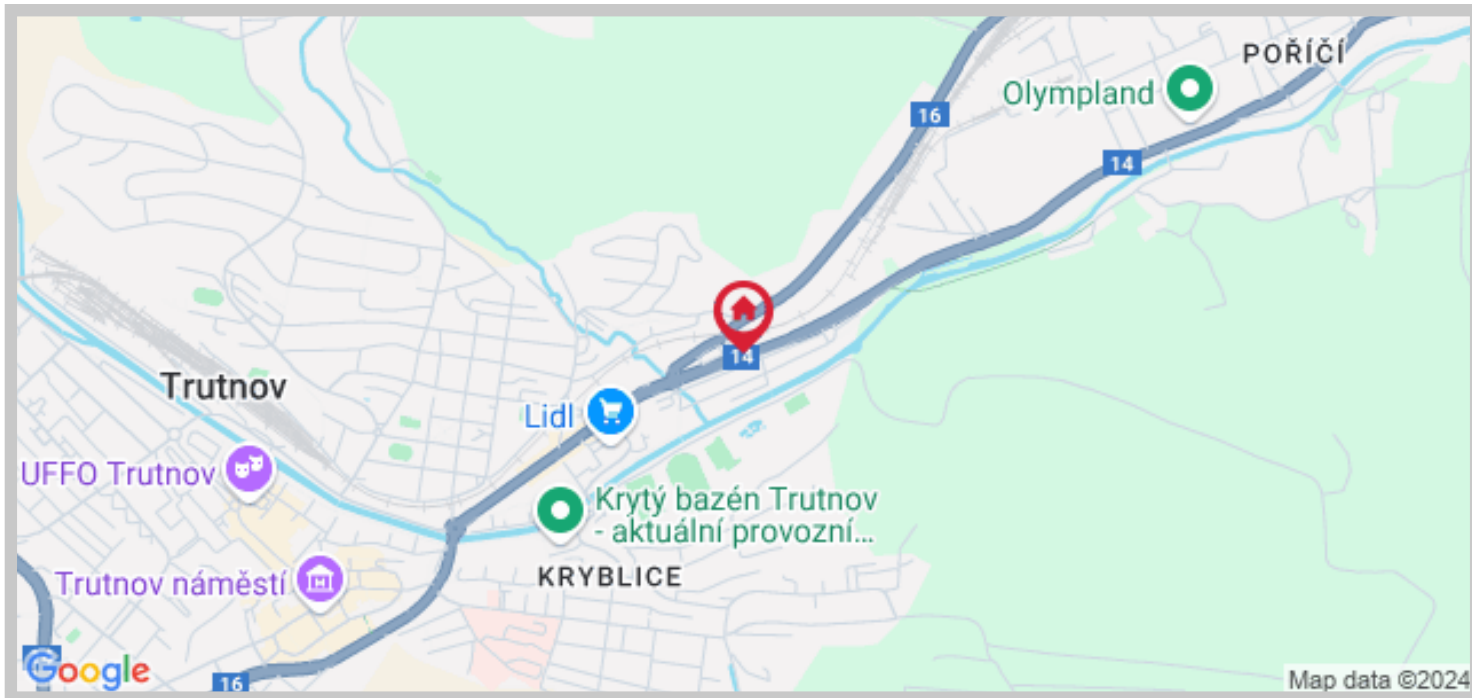 POŘÍČÍ
Olympland
16
14
14
Trutnov
Lidl
UFFO Trutnov
Krytý bazén Trutnov
- aktuální provozní...
KRYBLICE
Trutnov náměstí
Google
16
Map data ©2024